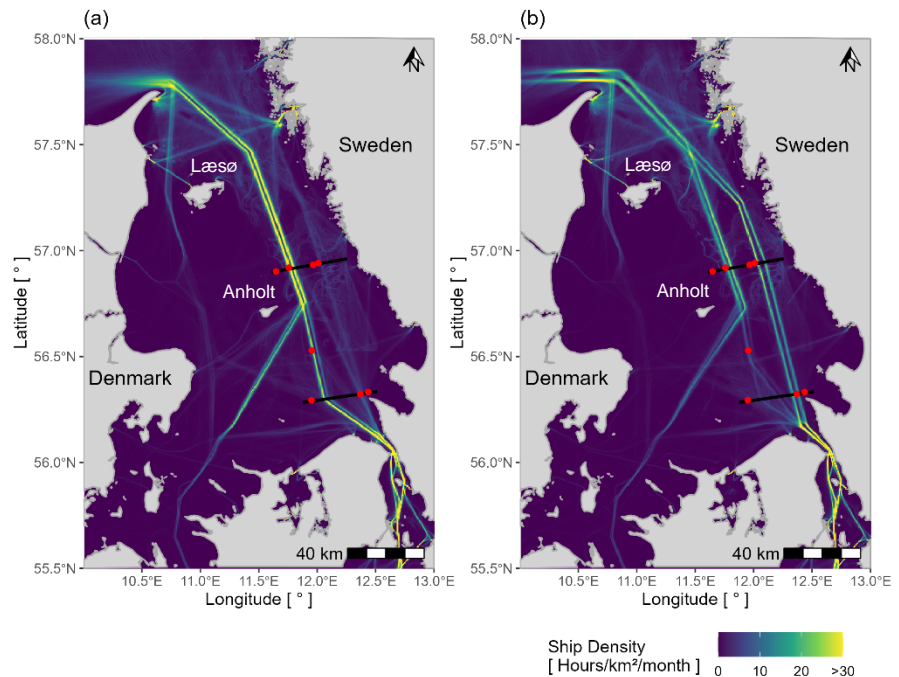 (a)
58.0°N
57.5°N
57.0°N
56.5°N
56.0°N
55.5°N
Latitude [ ° ]
N
Sweden
Læsø
Anholt
Denmark
40 km
10.5°E 11.0°E 11.5°E 12.0°E 12.5°E 13.0°E
Longitude [ ° ]
(b)
58.0°N
57.5°N
57.0°N
56.5°N
56.0°N
55.5°N
Latitude [ ° ]
N
Sweden
Læsø
Anholt
Denmark
40 km
10.5°E 11.0°E 11.5°E 12.0°E 12.5°E 13.0°E
Longitude [ ° ]
Ship Density
[ Hours/km²/month ]
0 10 20 >30